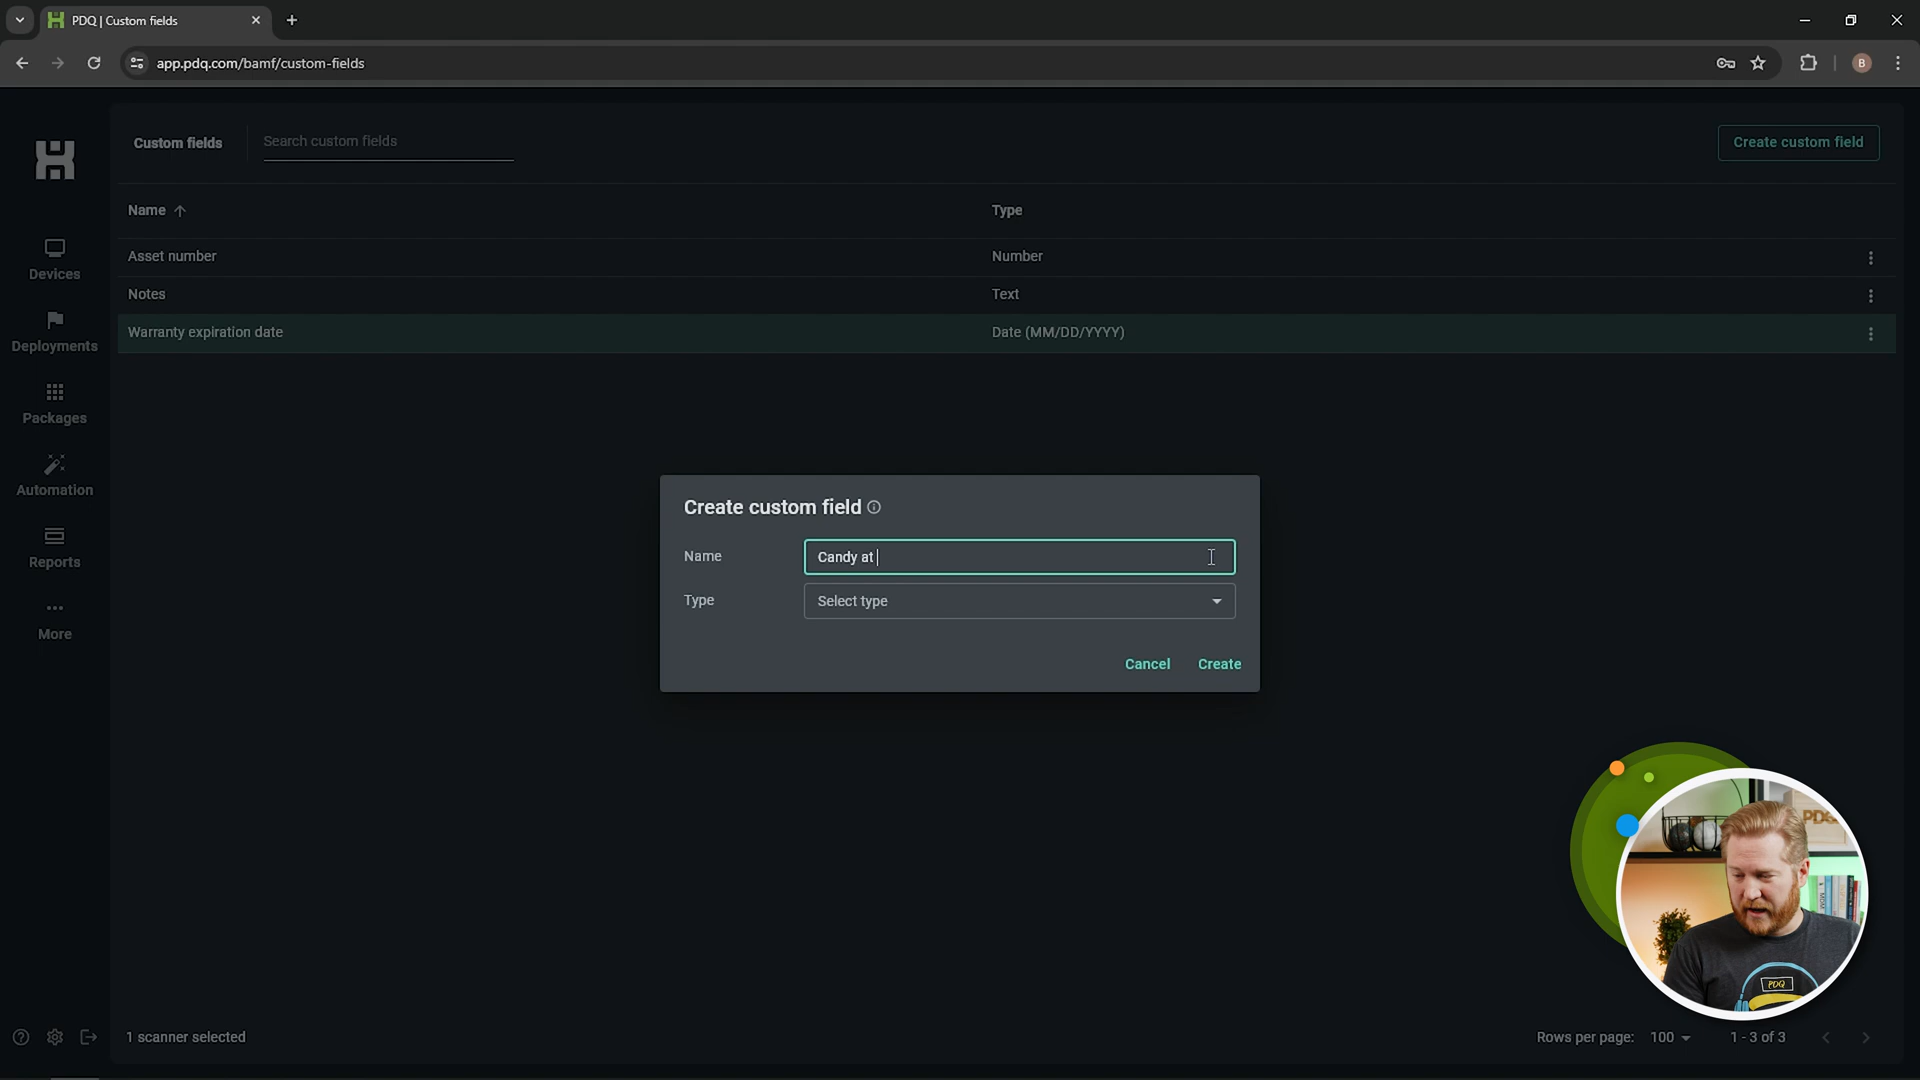 PDQ | Custom fields
app.pdq.com/bamf/custom-fields
B
Custom fields
Search custom fields
Create custom field
Name
Type
Asset number
Number
Notes
Text
Warranty expiration date
Date (MM/DD/YYYY)
Devices
Deployments
Packages
Automation
Reports
More
Create custom field
Name
Candy at
Type
Select type
Cancel
Create
PDQ
PDQ
1 scanner selected
Rows per page:
100
1 - 3 of 3